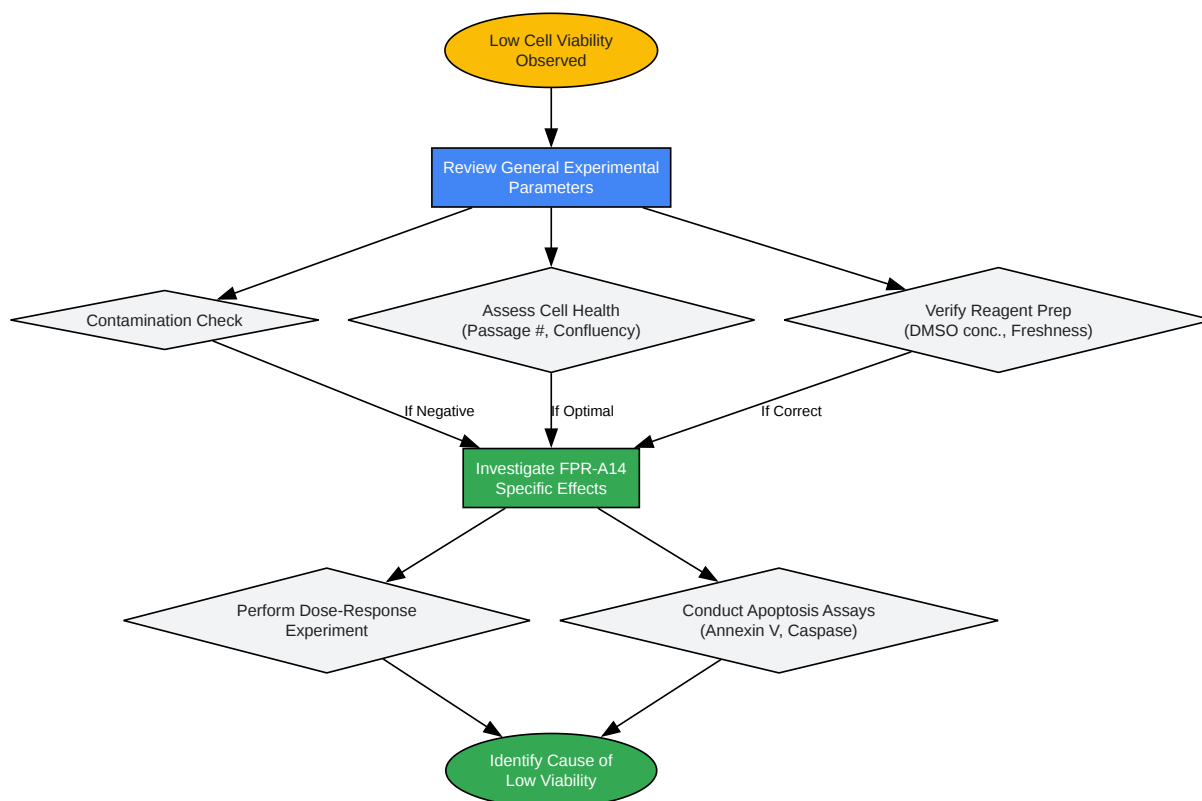 Low Cell Viability
Observed
Review General Experimental
Parameters
Contamination Check
Assess Cell Health
(Passage #, Confluency)
Verify Reagent Prep
(DMSO conc., Freshness)
If Negative
If Optimal
If Correct
Investigate FPR-A14
Specific Effects
Perform Dose-Response
Experiment
Conduct Apoptosis Assays
(Annexin V, Caspase)
Identify Cause of
Low Viability